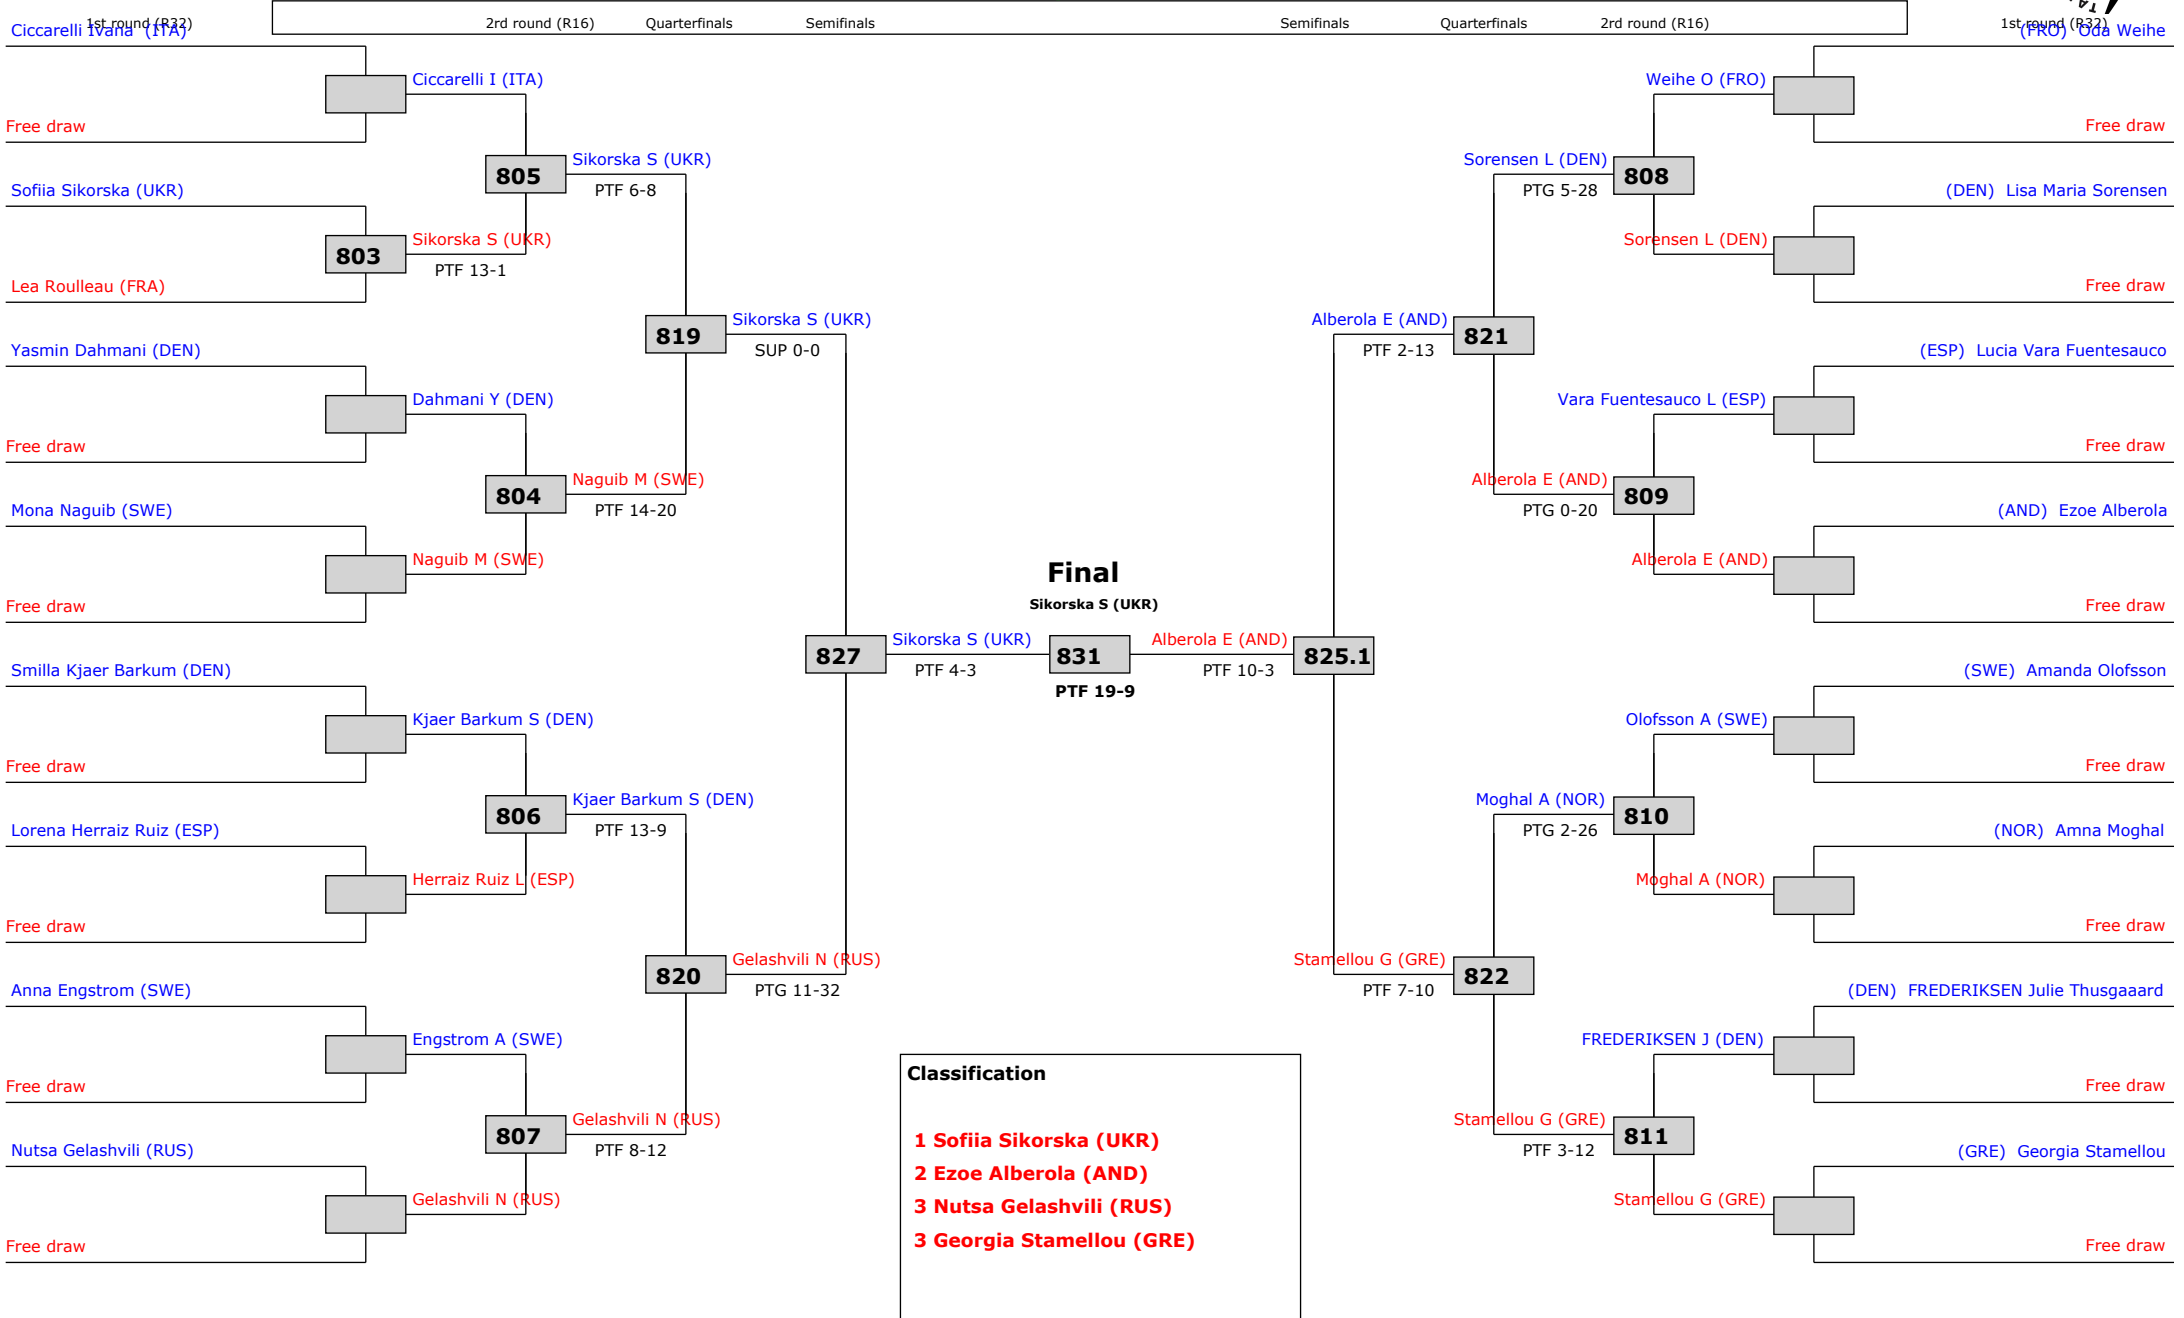 1st round (R32)
2rd round (R16)
Quarterfinals
Semifinals
Semifinals
Quarterfinals
2rd round (R16)
1st round (R32)
Ciccarelli Ivana (ITA)
Ciccarelli I (ITA)
Free draw
805
Sikorska S (UKR)
PTF 6-8
Sofiia Sikorska (UKR)
803
Sikorska S (UKR)
PTF 13-1
Lea Roulleau (FRA)
819
Sikorska S (UKR)
SUP 0-0
Yasmin Dahmani (DEN)
Dahmani Y (DEN)
Free draw
804
Naguib M (SWE)
PTF 14-20
Mona Naguib (SWE)
Naguib M (SWE)
Free draw
827
Sikorska S (UKR)
PTF 4-3
Smilla Kjaer Barkum (DEN)
Kjaer Barkum S (DEN)
Free draw
806
Kjaer Barkum S (DEN)
PTF 13-9
Lorena Herraiz Ruiz (ESP)
Herraiz Ruiz L (ESP)
Free draw
820
Gelashvili N (RUS)
PTG 11-32
Anna Engstrom (SWE)
Engstrom A (SWE)
Free draw
807
Gelashvili N (RUS)
PTF 8-12
Nutsa Gelashvili (RUS)
Gelashvili N (RUS)
Free draw
Final
Sikorska S (UKR)
831
PTF 19-9
Alberola E (AND)
825.1
PTF 10-3
(FRO) Oda Weihe
Weihe O (FRO)
Free draw
Sorensen L (DEN)
808
PTG 5-28
(DEN) Lisa Maria Sorensen
Sorensen L (DEN)
Free draw
Alberola E (AND)
821
PTF 2-13
(ESP) Lucia Vara Fuentesauco
Vara Fuentesauco L (ESP)
Free draw
Alberola E (AND)
809
PTG 0-20
(AND) Ezoe Alberola
Alberola E (AND)
Free draw
(SWE) Amanda Olofsson
Olofsson A (SWE)
Free draw
Moghal A (NOR)
810
PTG 2-26
(NOR) Amna Moghal
Moghal A (NOR)
Free draw
Stamellou G (GRE)
822
PTF 7-10
(DEN) FREDERIKSEN Julie Thusgaaard
FREDERIKSEN J (DEN)
Free draw
Stamellou G (GRE)
811
PTF 3-12
(GRE) Georgia Stamellou
Stamellou G (GRE)
Free draw
Classification
1 Sofiia Sikorska (UKR)
2 Ezoe Alberola (AND)
3 Nutsa Gelashvili (RUS)
3 Georgia Stamellou (GRE)